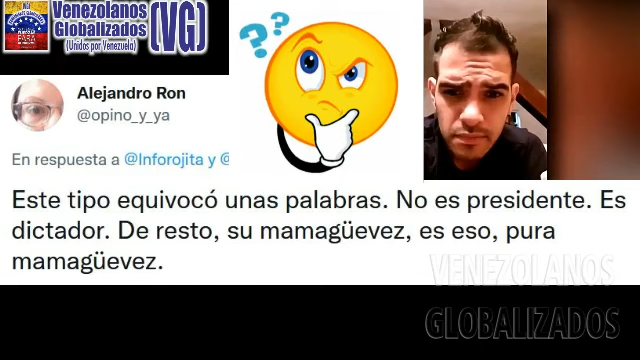 Venezolanos
Globalizados
(Unidos por Venezuela)
(VG)
??
Alejandro Ron
@opino_y_ya
En respuesta a @Inforojita y @
Este tipo equivocó unas palabras. No es presidente. Es
dictador. De resto, su mamagüevez, es eso, pura
mamagüevez.
VENEZOLANOS
GLOBALIZADOS